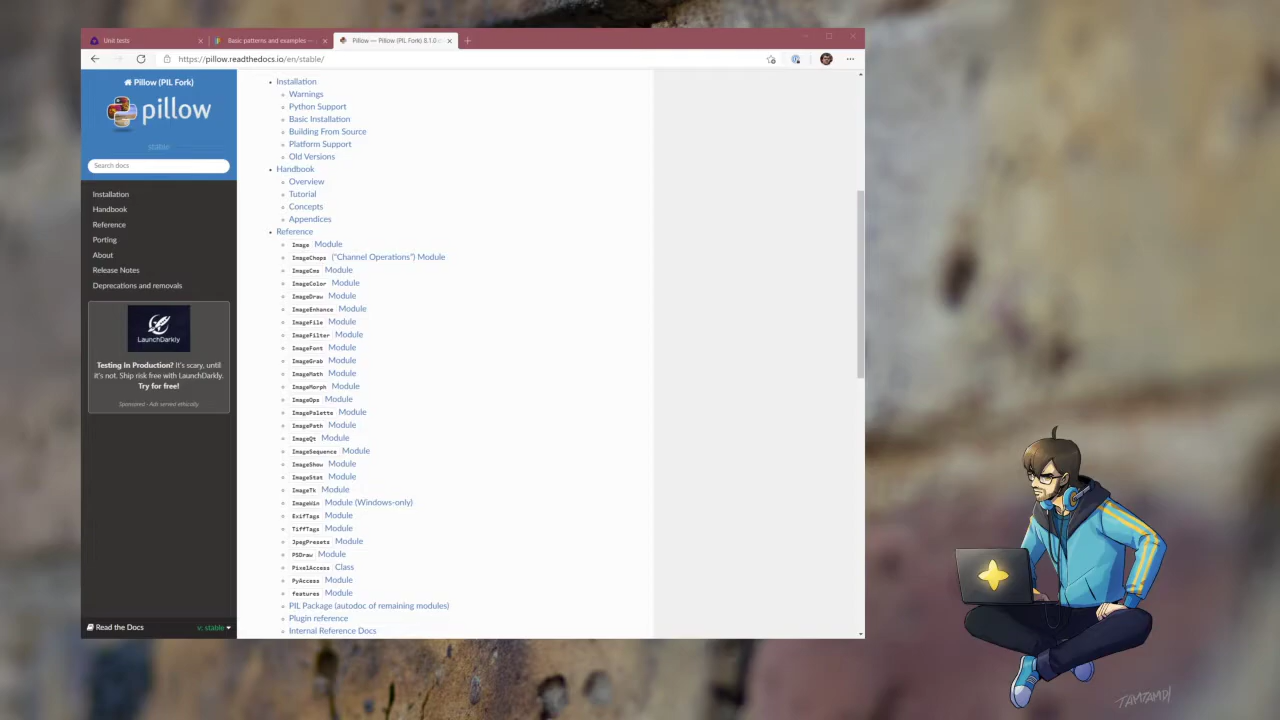 Unit tests
Basic patterns and examples —
Pillow — Pillow (PIL Fork) 8.1.0
https://pillow.readthedocs.io/en/stable/
Pillow (PIL Fork)
pillow
stable
Search docs
Installation
Handbook
Reference
Porting
About
Release Notes
Deprecations and removals
LaunchDarkly
Testing In Production? It's scary, until
it's not. Ship risk free with LaunchDarkly.
Try for free!
Sponsored · Ads served ethically
Read the Docs
v: stable
Installation
Warnings
Python Support
Basic Installation
Building From Source
Platform Support
Old Versions
Handbook
Overview
Tutorial
Concepts
Appendices
Reference
Image Module
ImageChops ("Channel Operations") Module
ImageCms Module
ImageColor Module
ImageDraw Module
ImageEnhance Module
ImageFile Module
ImageFilter Module
ImageFont Module
ImageGrab Module
ImageMath Module
ImageMorph Module
ImageOps Module
ImagePalette Module
ImagePath Module
ImageQt Module
ImageSequence Module
ImageShow Module
ImageStat Module
ImageTk Module
ImageWin Module (Windows-only)
ExifTags Module
TiffTags Module
JpegPresets Module
PSDraw Module
PixelAccess Class
PyAccess Module
features Module
PIL Package (autodoc of remaining modules)
Plugin reference
Internal Reference Docs